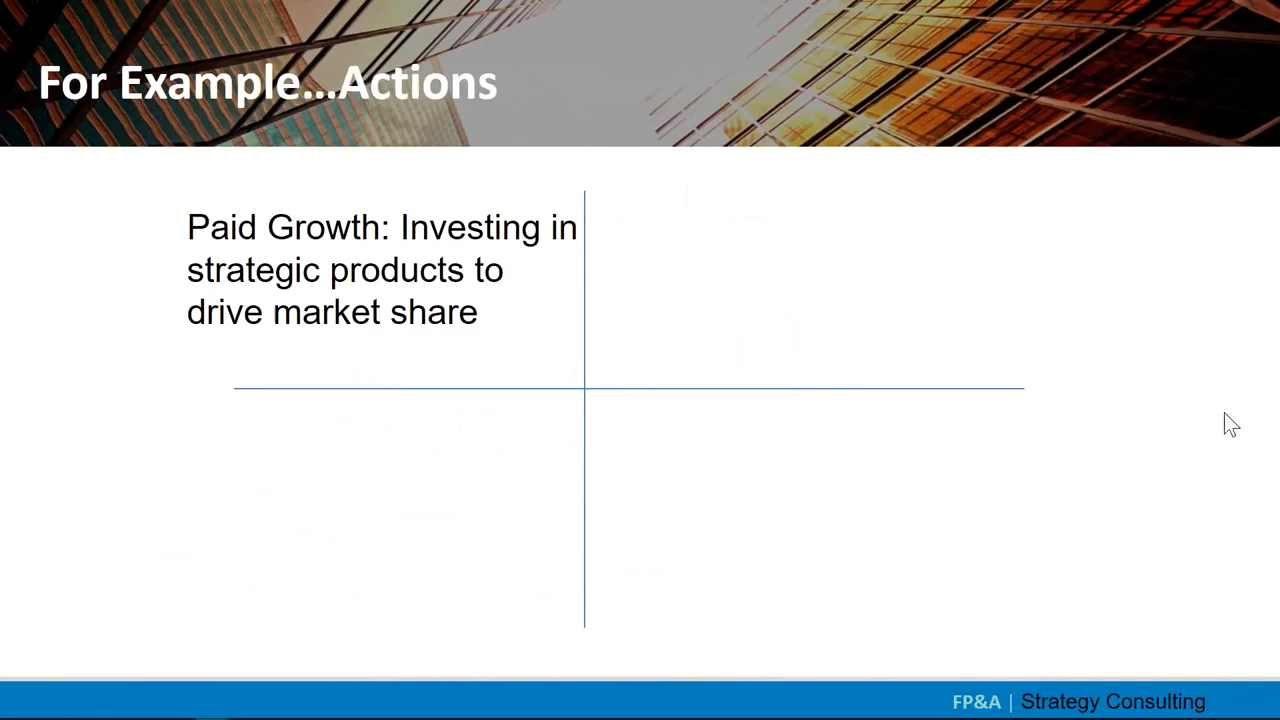 For Example...Actions
Paid Growth: Investing in
strategic products to
drive market share
FP&A | Strategy Consulting